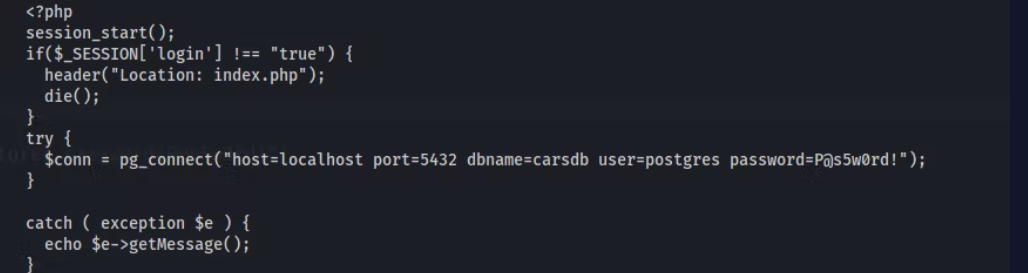 <?php
session_start();
if($_SESSION['login'] !== "true") {
  header("Location: index.php");
  die();
}
try {
  $conn = pg_connect("host=localhost port=5432 dbname=carsdb user=postgres password=P@s5w0rd!");
}

catch ( exception $e ) {
  echo $e->getMessage();
}